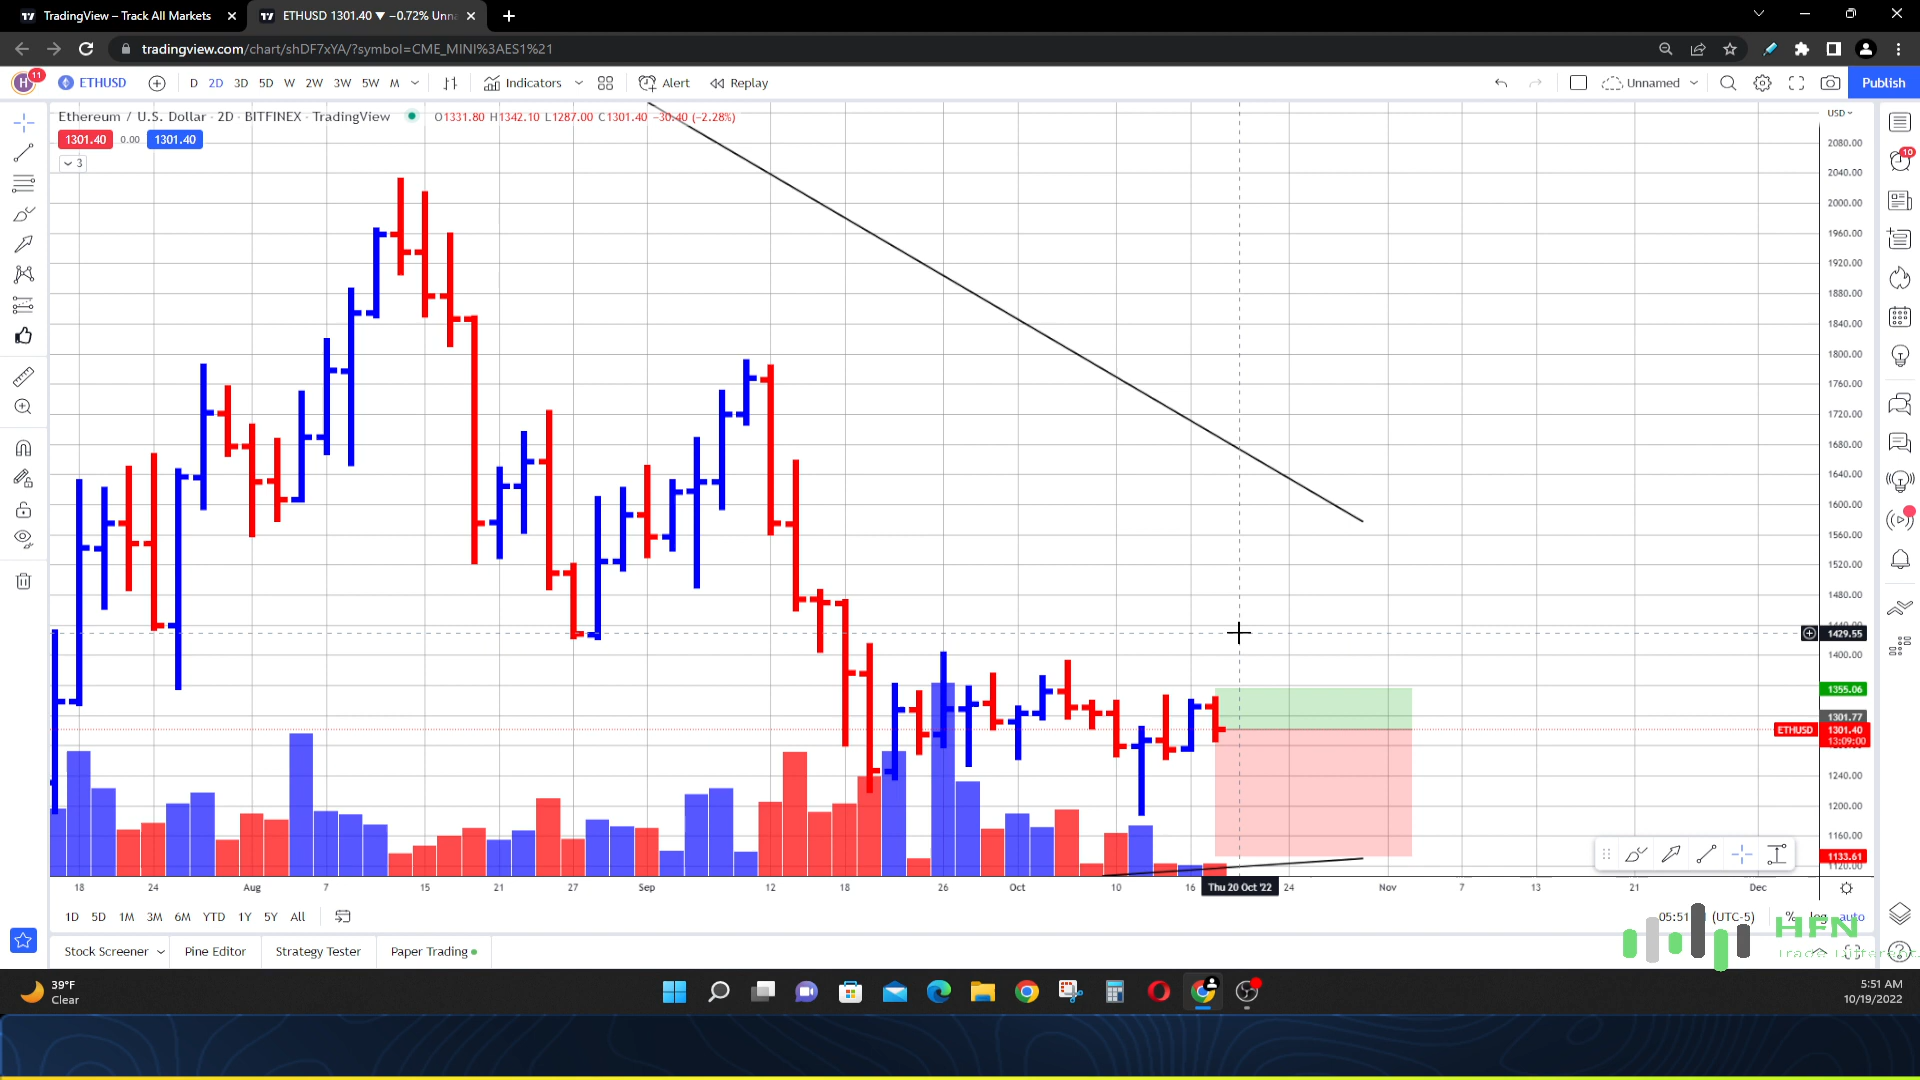 TradingView – Track All Markets
ETHUSD 1301.40 ▼ −0.72% Unna
tradingview.com/chart/shDF7xYA/?symbol=CME_MINI%3AES1%21
H 11 ETHUSD D 2D 3D 5D W 2W 3W 5W M Indicators Alert Replay Unnamed Publish
Ethereum / U.S. Dollar · 2D · BITFINEX · TradingView O1331.80 H1342.10 L1287.00 C1301.40 −30.40 (−2.28%)
USD
1301.40 0.00 1301.40
3
10
2080.00
2040.00
2000.00
1960.00
1920.00
1880.00
1840.00
1800.00
1760.00
1720.00
1680.00
1640.00
1600.00
1560.00
1520.00
1480.00
1429.55
1400.00
1355.06
1301.77
ETHUSD 1301.40
13:09:00
1240.00
1200.00
1160.00
1133.61
1120.00
18 24 Aug 7 15 21 27 Sep 12 18 26 Oct 10 16 Thu 20 Oct '22 24 Nov 7 13 21 Dec
1D 5D 1M 3M 6M YTD 1Y 5Y All 05:51 (UTC-5) % log auto
HFN
Stock Screener Pine Editor Strategy Tester Paper Trading
39°F
Clear
5:51 AM
10/19/2022